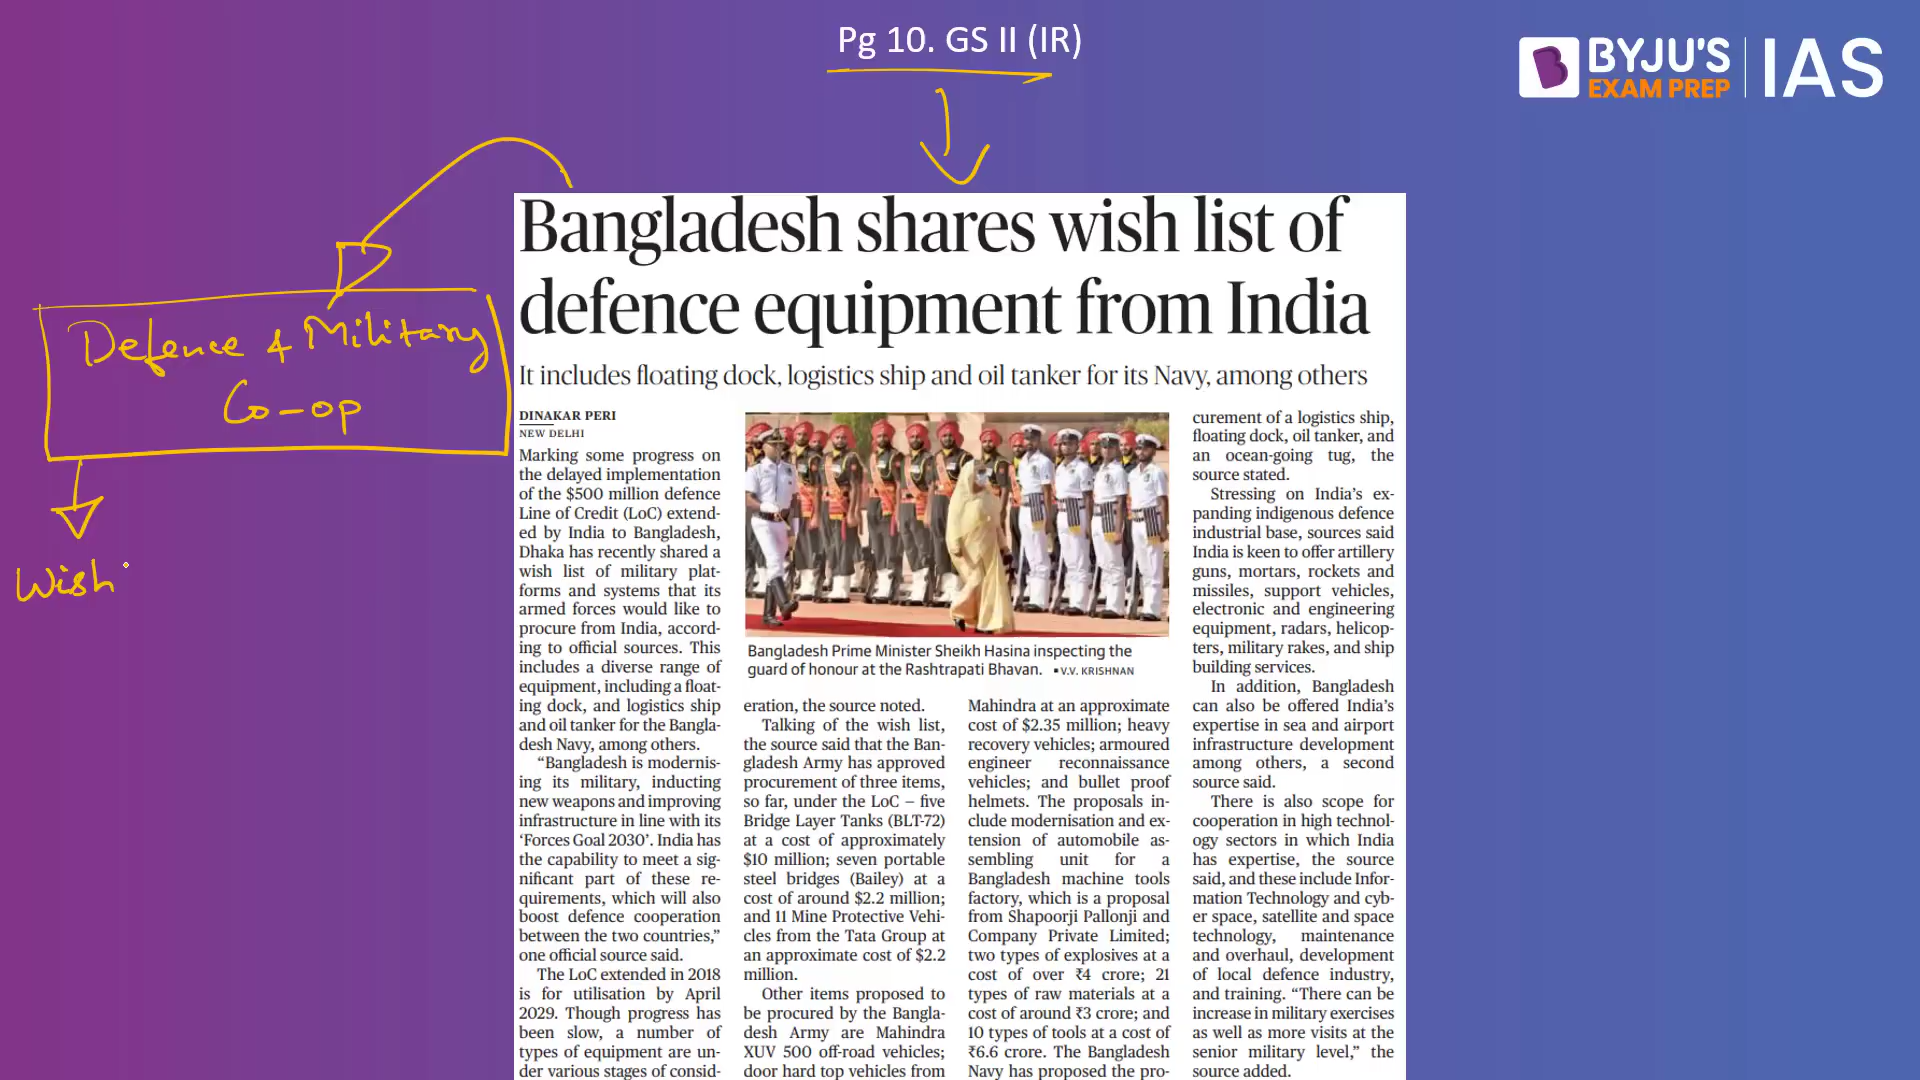 Pg 10. GS II (IR)
BYJU'S
EXAM PREP
IAS
Defence & Military
Co-op
Wish
Bangladesh shares wish list of
defence equipment from India
It includes floating dock, logistics ship and oil tanker for its Navy, among others
DINAKAR PERI
NEW DELHI
Marking some progress on
the delayed implementation
of the $500 million defence
Line of Credit (LoC) extend-
ed by India to Bangladesh,
Dhaka has recently shared a
wish list of military plat-
forms and systems that its
armed forces would like to
procure from India, accord-
ing to official sources. This
includes a diverse range of
equipment, including a float-
ing dock, and logistics ship
and oil tanker for the Bangla-
desh Navy, among others.
“Bangladesh is modernis-
ing its military, inducting
new weapons and improving
infrastructure in line with its
‘Forces Goal 2030’. India has
the capability to meet a sig-
nificant part of these re-
quirements, which will also
boost defence cooperation
between the two countries,”
one official source said.
The LoC extended in 2018
is for utilisation by April
2029. Though progress has
been slow, a number of
types of equipment are un-
der various stages of consid-
Bangladesh Prime Minister Sheikh Hasina inspecting the
guard of honour at the Rashtrapati Bhavan. ▪ V.V. KRISHNAN
eration, the source noted.
Talking of the wish list,
the source said that the Ban-
gladesh Army has approved
procurement of three items,
so far, under the LoC – five
Bridge Layer Tanks (BLT-72)
at a cost of approximately
$10 million; seven portable
steel bridges (Bailey) at a
cost of around $2.2 million;
and 11 Mine Protective Vehi-
cles from the Tata Group at
an approximate cost of $2.2
million.
Other items proposed to
be procured by the Bangla-
desh Army are Mahindra
XUV 500 off-road vehicles;
door hard top vehicles from
Mahindra at an approximate
cost of $2.35 million; heavy
recovery vehicles; armoured
engineer reconnaissance
vehicles; and bullet proof
helmets. The proposals in-
clude modernisation and ex-
tension of automobile as-
sembling unit for a
Bangladesh machine tools
factory, which is a proposal
from Shapoorji Pallonji and
Company Private Limited;
two types of explosives at a
cost of over ₹4 crore; 21
types of raw materials at a
cost of around ₹3 crore; and
10 types of tools at a cost of
₹6.6 crore. The Bangladesh
Navy has proposed the pro-
curement of a logistics ship,
floating dock, oil tanker, and
an ocean-going tug, the
source stated.
Stressing on India’s ex-
panding indigenous defence
industrial base, sources said
India is keen to offer artillery
guns, mortars, rockets and
missiles, support vehicles,
electronic and engineering
equipment, radars, helicop-
ters, military rakes, and ship
building services.
In addition, Bangladesh
can also be offered India’s
expertise in sea and airport
infrastructure development
among others, a second
source said.
There is also scope for
cooperation in high technol-
ogy sectors in which India
has expertise, the source
said, and these include Infor-
mation Technology and cyb-
er space, satellite and space
technology, maintenance
and overhaul, development
of local defence industry,
and training. “There can be
increase in military exercises
as well as more visits at the
senior military level,” the
source added.